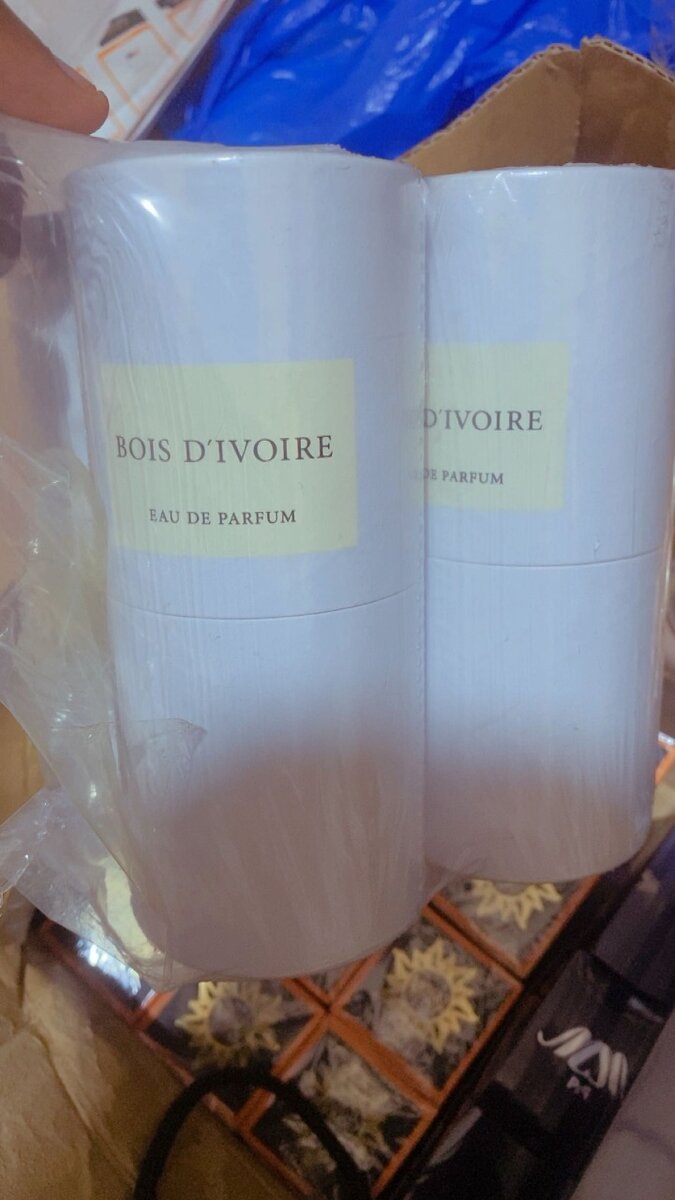 BOIS D'IVOIRE
EAU DE PARFUM
D'IVOIRE
DE PARFUM